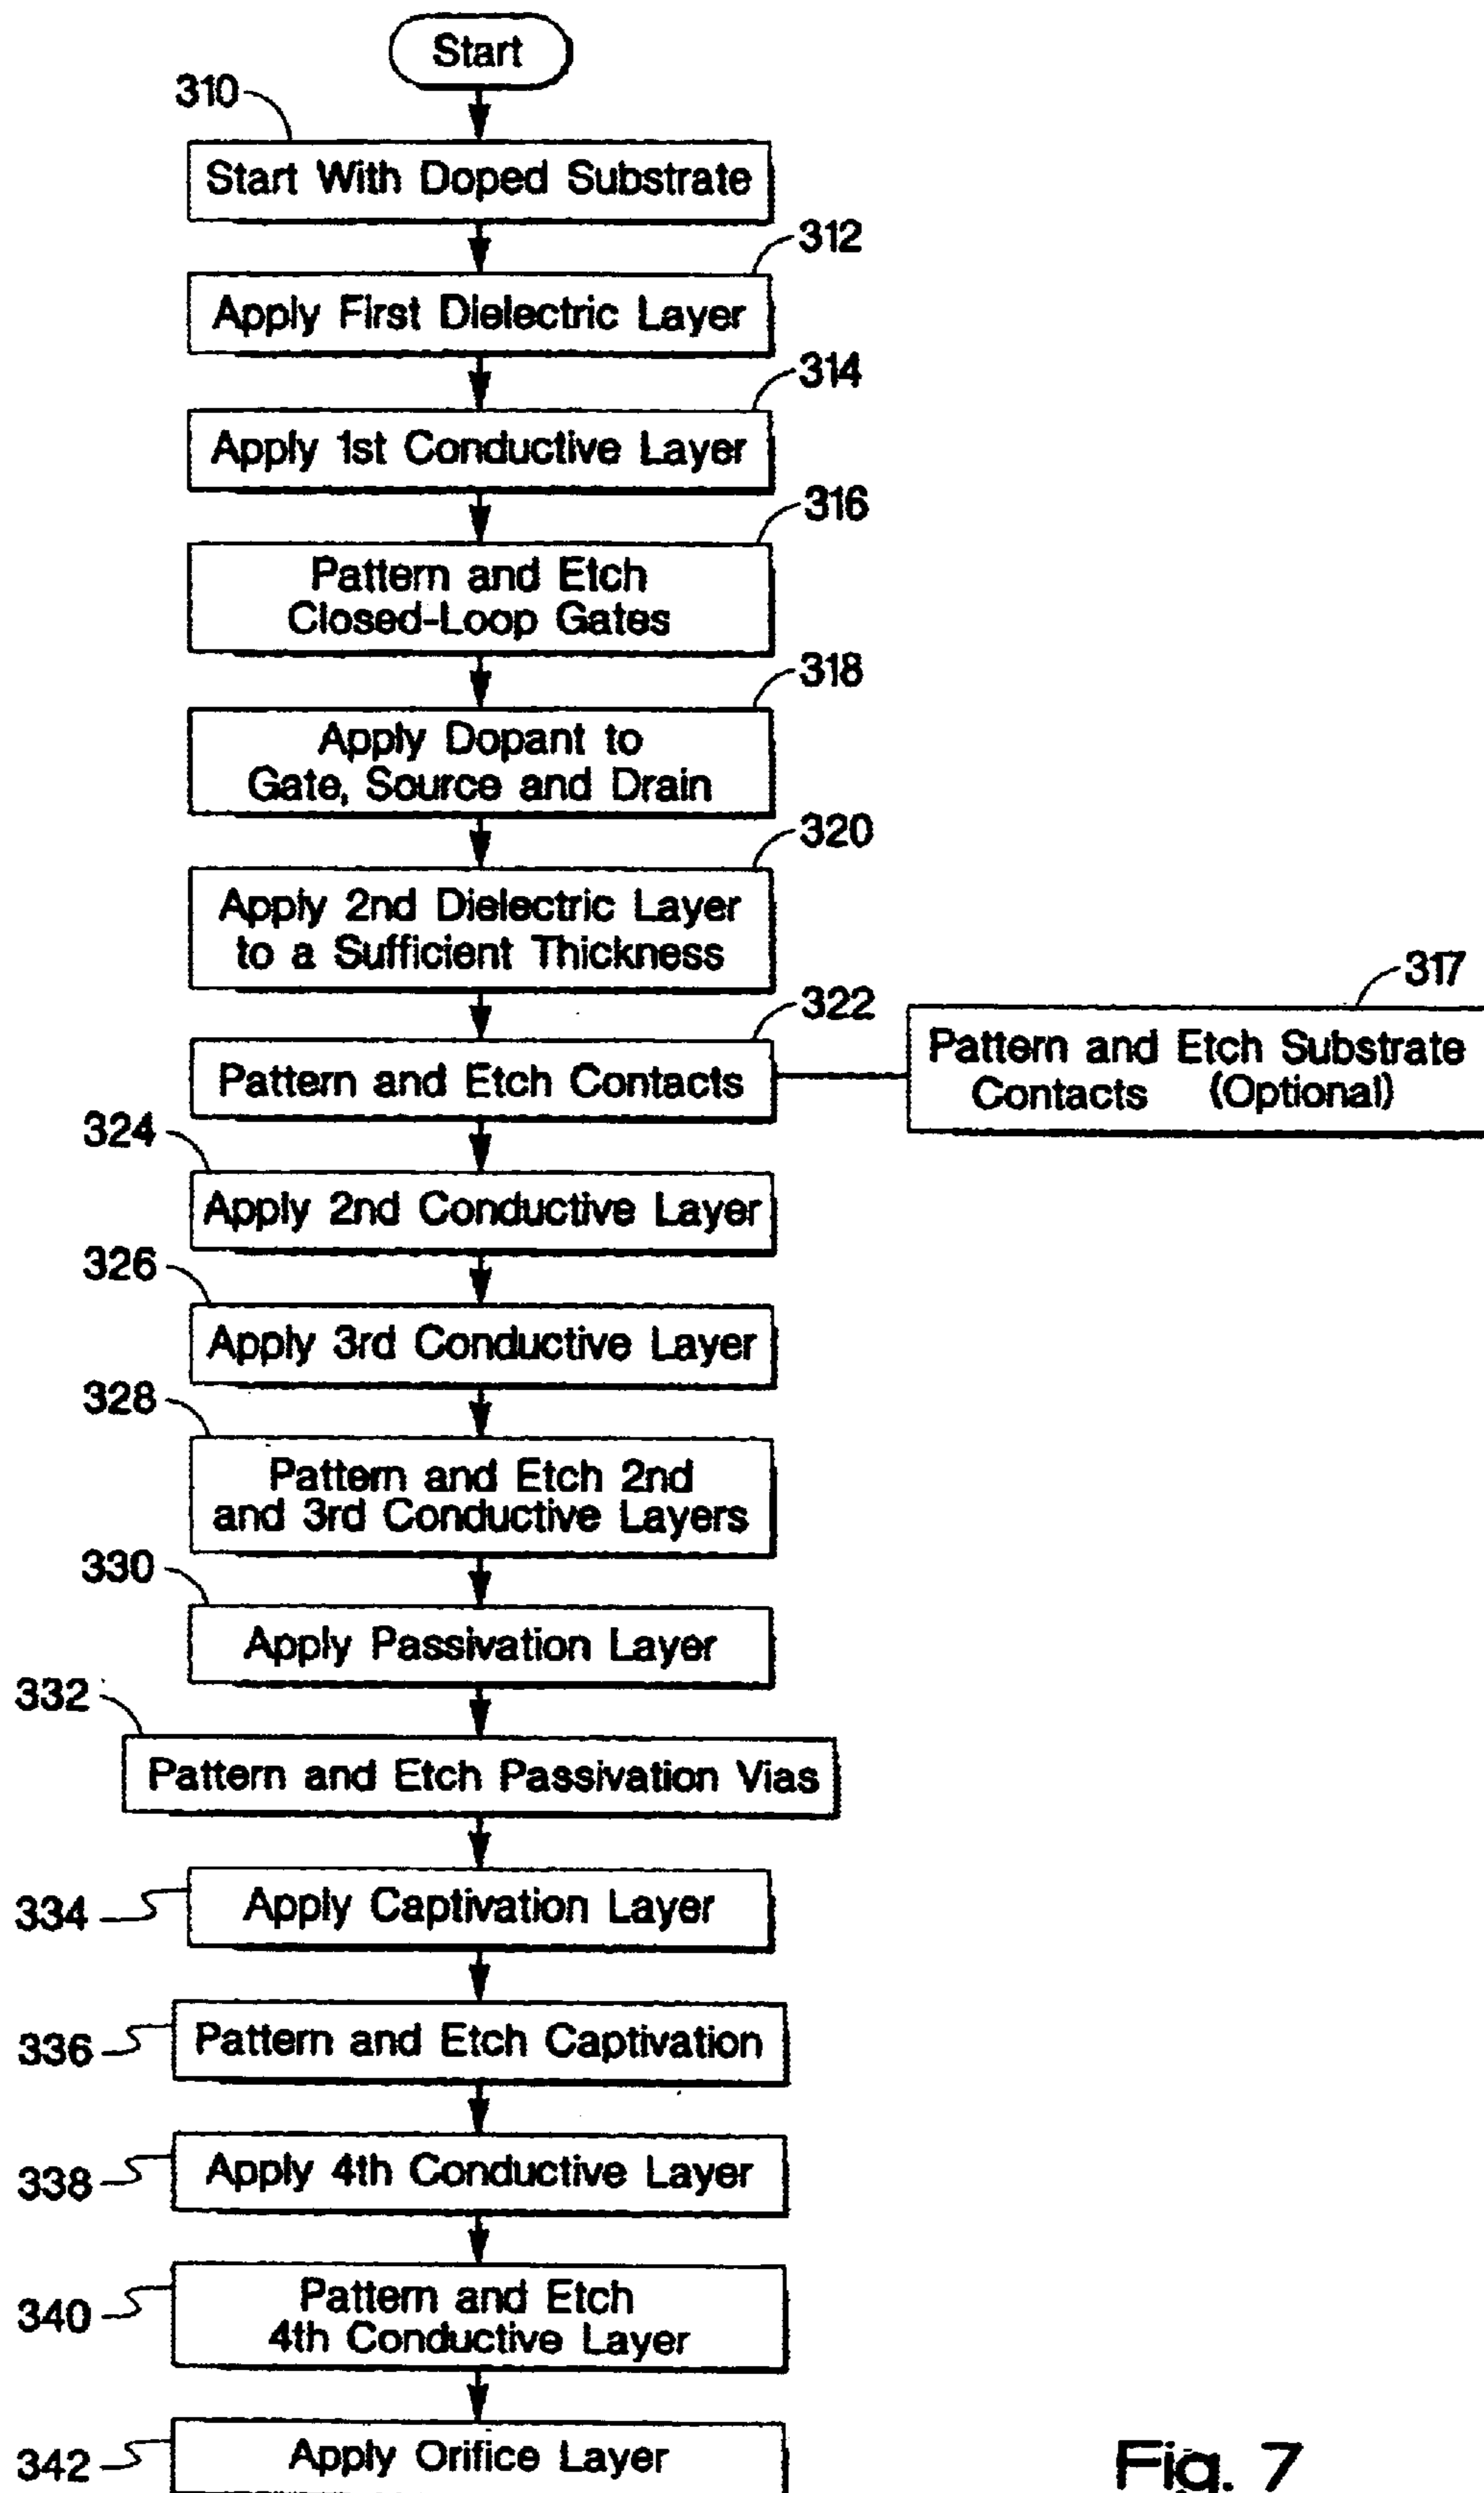 Start
310
Start With Doped Substrate
312
Apply First Dielectric Layer
314
Apply 1st Conductive Layer
316
Pattern and Etch
Closed-Loop Gates
318
Apply Dopant to
Gate, Source and Drain
320
Apply 2nd Dielectric Layer
to a Sufficient Thickness
322
Pattern and Etch Contacts
317
Pattern and Etch Substrate
Contacts (Optional)
324
Apply 2nd Conductive Layer
326
Apply 3rd Conductive Layer
328
Pattern and Etch 2nd
and 3rd Conductive Layers
330
Apply Passivation Layer
332
Pattern and Etch Passivation Vias
334
Apply Captivation Layer
336
Pattern and Etch Captivation
338
Apply 4th Conductive Layer
340
Pattern and Etch
4th Conductive Layer
342
Apply Orifice Layer
Fig. 7